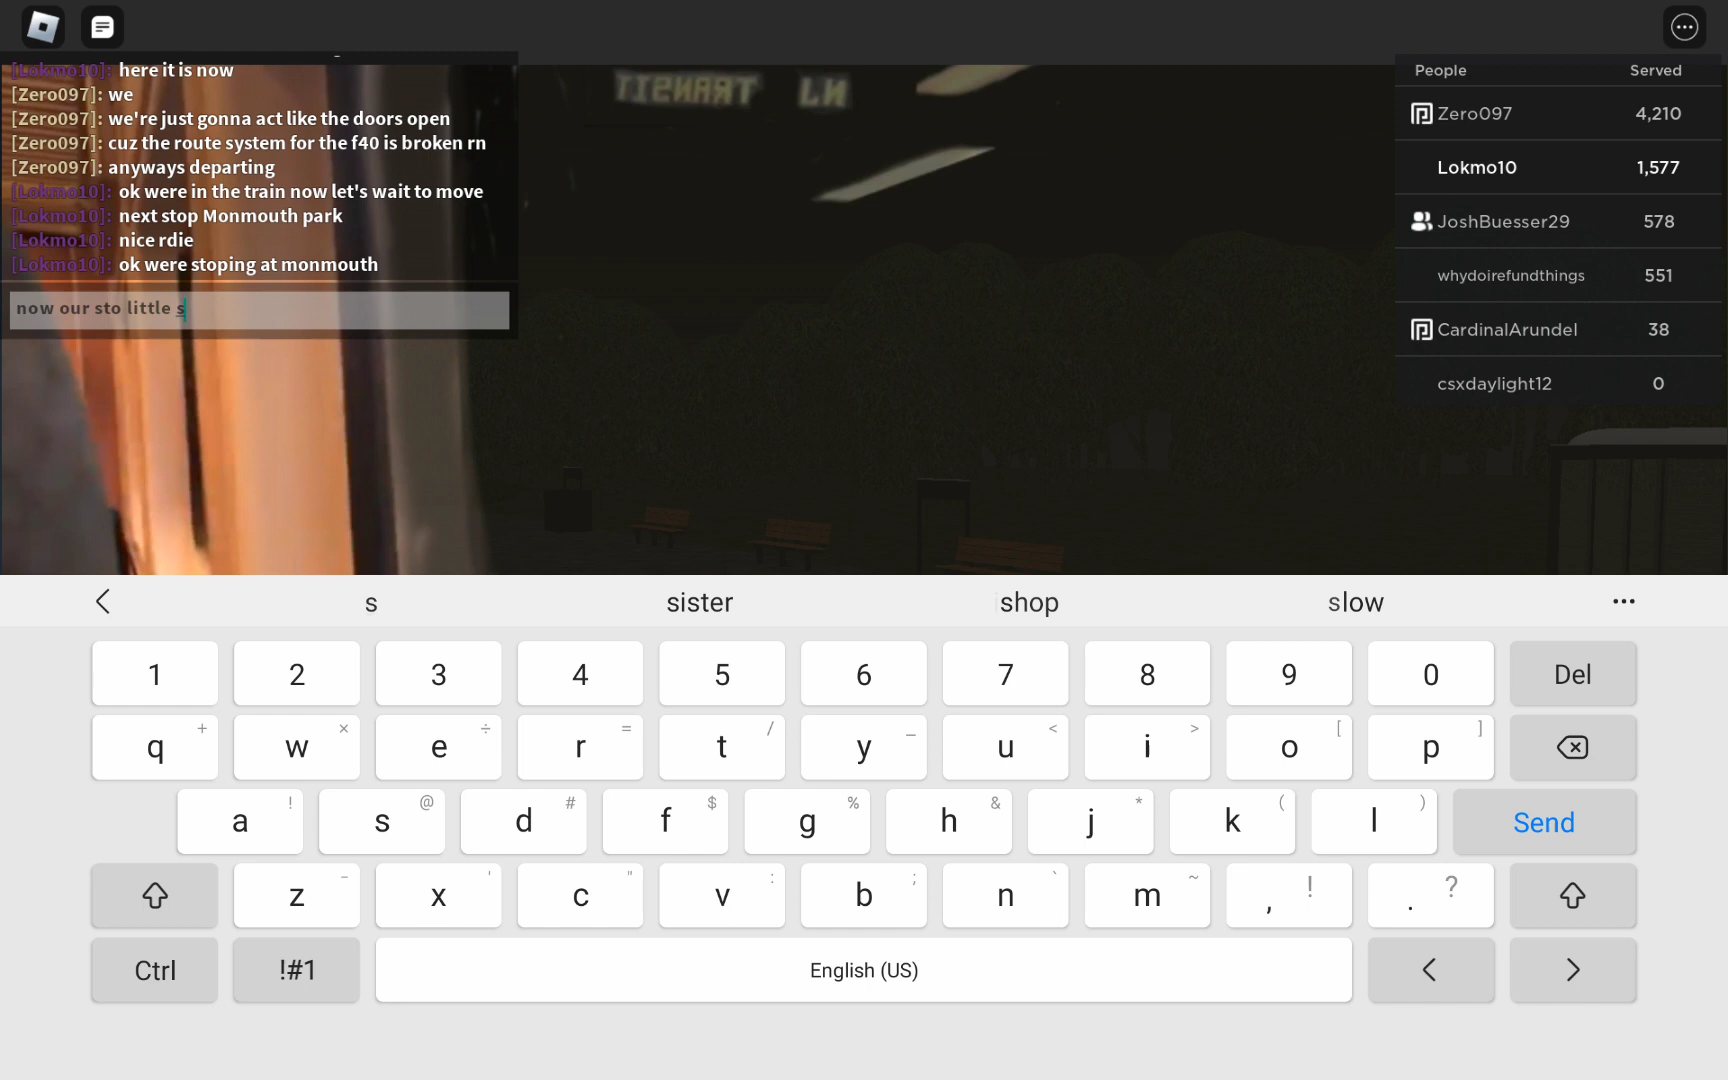 [Lokmo10]: here it is now
[Zero097]: we
[Zero097]: we're just gonna act like the doors open
[Zero097]: cuz the route system for the f40 is broken rn
[Zero097]: anyways departing
[Lokmo10]: ok were in the train now let's wait to move
[Lokmo10]: next stop Monmouth park
[Lokmo10]: nice rdie
[Lokmo10]: ok were stoping at monmouth
now our sto little s
People Served
Zero097 4,210
Lokmo10 1,577
JoshBuesser29 578
whydoirefundthings 551
CardinalArundel 38
csxdaylight12 0
s sister shop slow
1 2 3 4 5 6 7 8 9 0 Del
q + w × e ÷ r = t / y _ u < i > o [ p ]
a ! s @ d # f $ g % h & j * k ( l ) Send
z - x ' c " v : b ; n ` m ~ , ! . ?
Ctrl !#1 English (US) < >